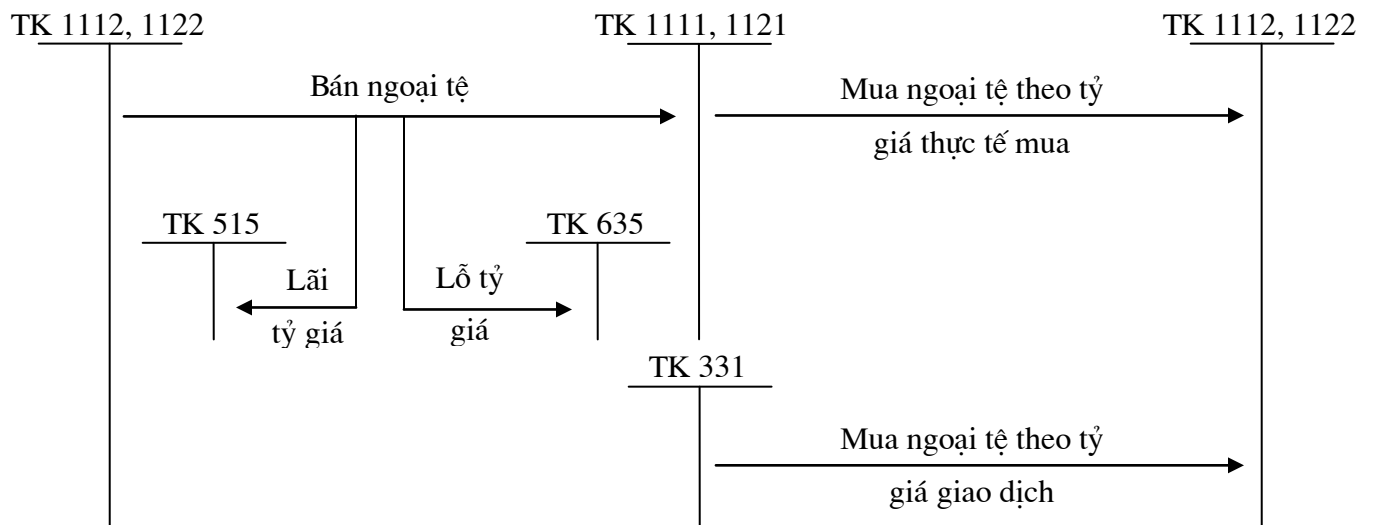 TK 1112, 1122
TK 1111, 1121
TK 1112, 1122
Bán ngoại tệ
Mua ngoại tệ theo tỷ
giá thực tế mua
TK 515
TK 635
Lãi
tỷ giá
Lỗ tỷ
giá
TK 331
Mua ngoại tệ theo tỷ
giá giao dịch